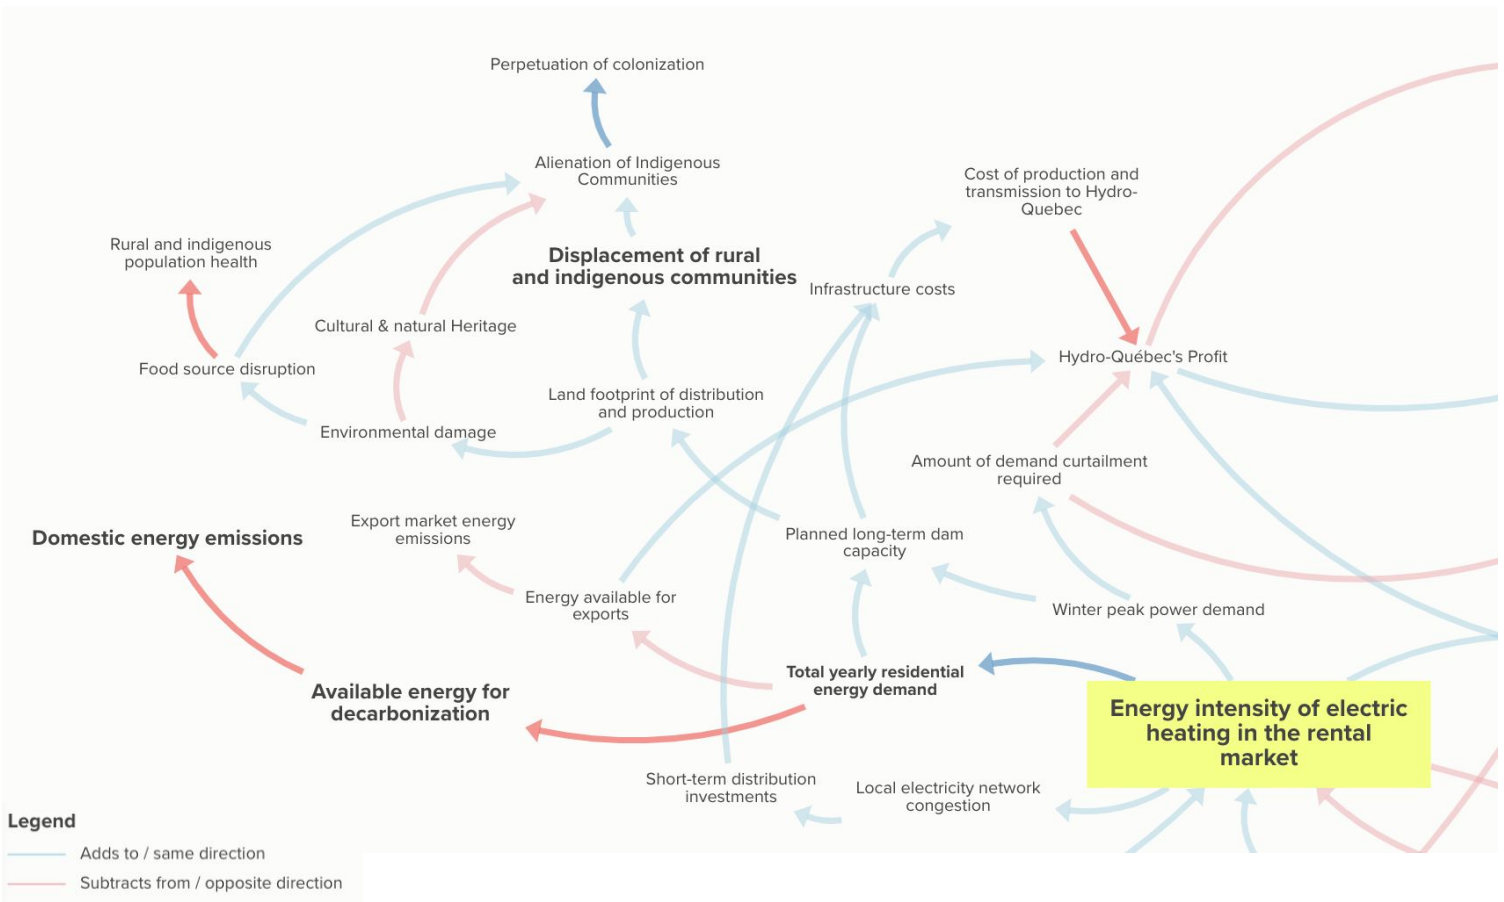 Perpetuation of colonization
Alienation of Indigenous
Communities
Cost of production and
transmission to Hydro-
Quebec
Rural and indigenous
population health
Displacement of rural
and indigenous communities
Infrastructure costs
Cultural & natural Heritage
Hydro-Québec's Profit
Food source disruption
Land footprint of distribution
and production
Environmental damage
Amount of demand curtailment
required
Export market energy
emissions
Domestic energy emissions
Planned long-term dam
capacity
Energy available for
exports
Winter peak power demand
Total yearly residential
energy demand
Available energy for
decarbonization
Energy intensity of electric
heating in the rental
market
Short-term distribution
investments
Local electricity network
congestion
Legend
Adds to / same direction
Subtracts from / opposite direction